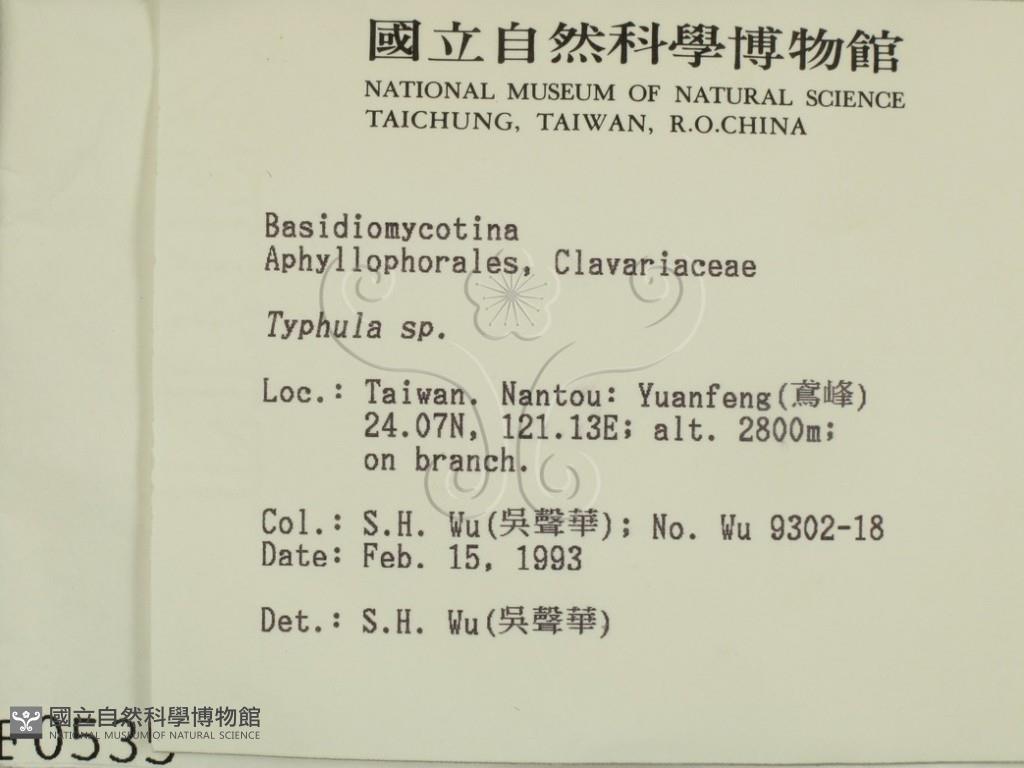 國立自然科學博物館
NATIONAL MUSEUM OF NATURAL SCIENCE
TAICHUNG, TAIWAN, R.O.CHINA
Basidiomycotina
Aphyllophorales, Clavariaceae
Typhula sp.
Loc.: Taiwan. Nantou: Yuanfeng(鳶峰)
24.07N, 121.13E; alt. 2800m;
on branch.
Col.: S.H. Wu(吳聲華); No. Wu 9302-18
Date: Feb. 15, 1993
Det.: S.H. Wu(吳聲華)
國立自然科學博物館
NATIONAL MUSEUM OF NATURAL SCIENCE